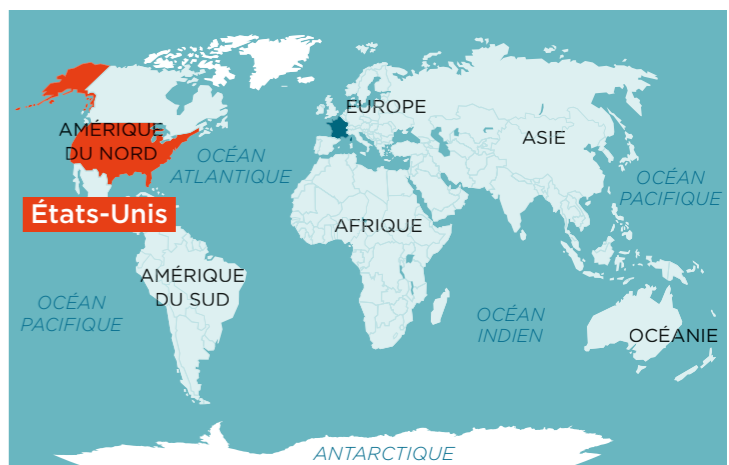 EUROPE
AMÉRIQUE
DU NORD
ASIE
OCÉAN
ATLANTIQUE
OCÉAN
PACIFIQUE
États-Unis
AFRIQUE
AMÉRIQUE
DU SUD
OCÉAN
PACIFIQUE
OCÉAN
INDIEN
OCÉANIE
ANTARCTIQUE